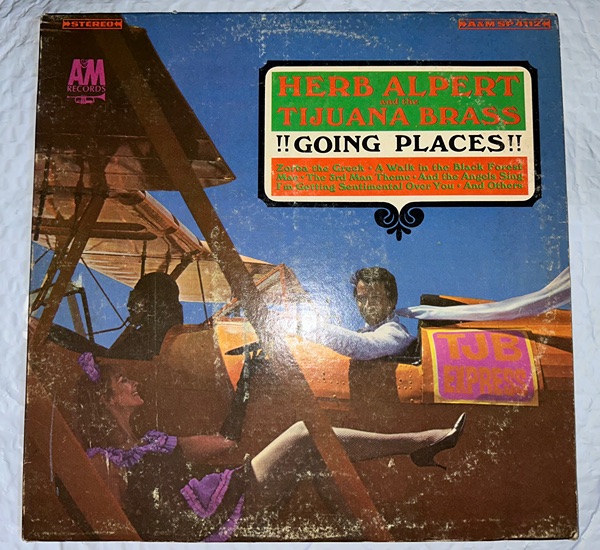 STEREO
A&M SP-4112
A&M
RECORDS
HERB ALPERT
and the
TIJUANA BRASS
!!GOING PLACES!!
Zorba the Greek • A Walk in the Black Forest
Mae • The 3rd Man Theme • And the Angels Sing
I'm Getting Sentimental Over You • And Others
TJB
EXPRESS